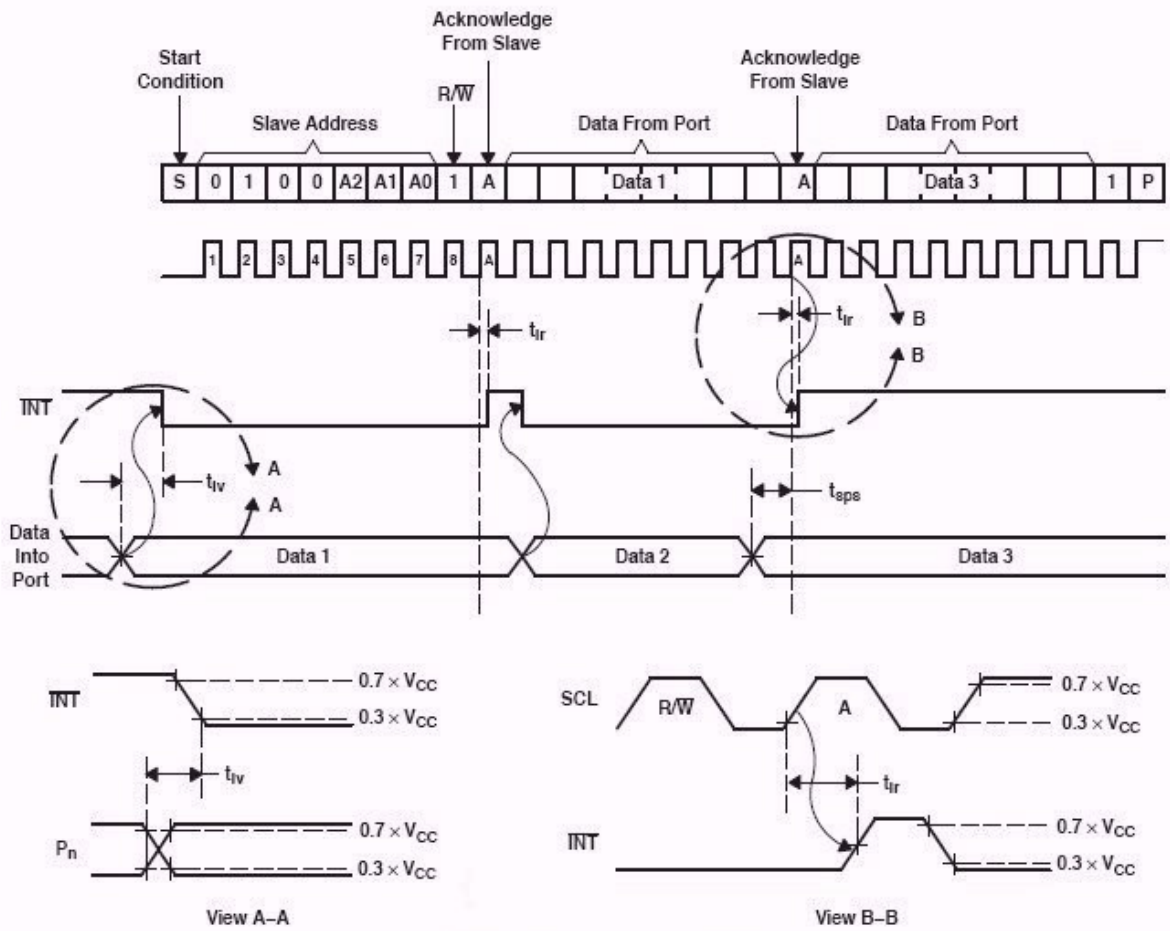 Acknowledge
From Slave
Start
Condition
Acknowledge
From Slave
R/W̅
Slave Address
Data From Port
Data From Port
S 0 1 0 0 A2 A1 A0 1 A Data 1 A Data 3 1 P
1 2 3 4 5 6 7 8 A A
tir
tir
B
B
I̅N̅T̅
A
tiv
A
tsps
Data
Into
Port
Data 1
Data 2
Data 3
I̅N̅T̅
0.7 × VCC
0.3 × VCC
tiv
Pn
0.7 × VCC
0.3 × VCC
View A–A
SCL
R/W̅
A
0.7 × VCC
0.3 × VCC
tir
I̅N̅T̅
0.7 × VCC
0.3 × VCC
View B–B